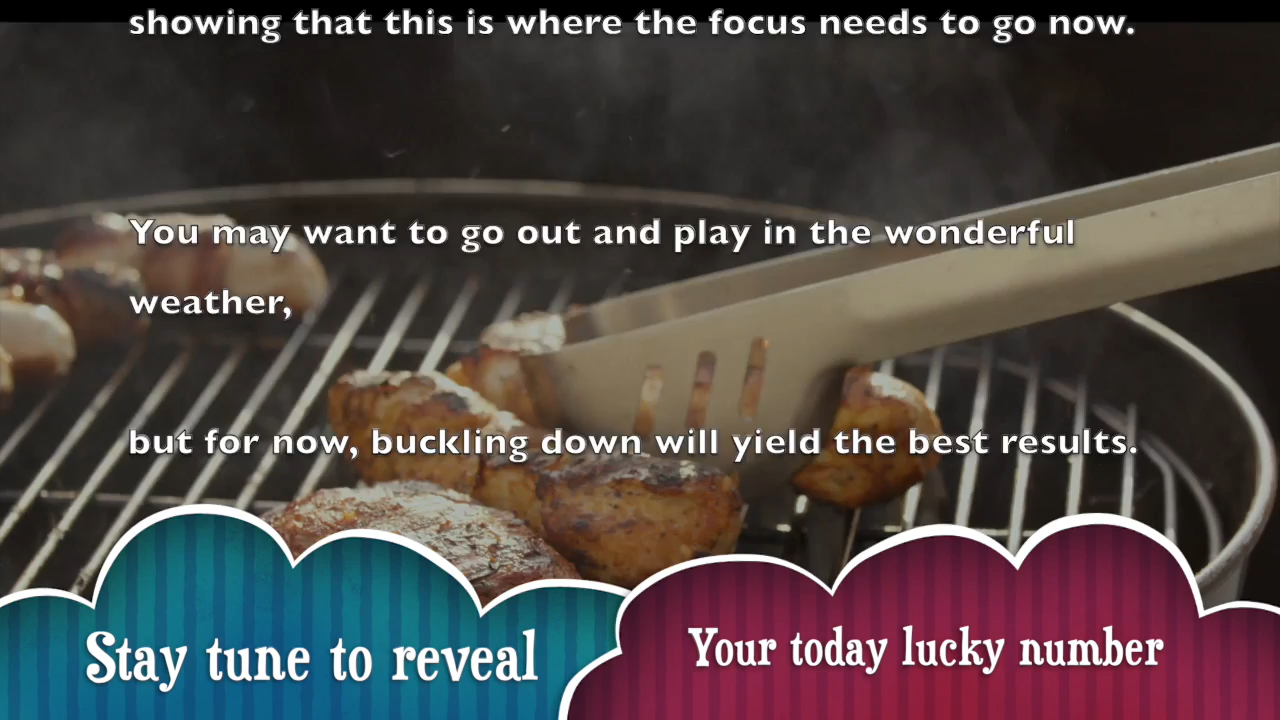 showing that this is where the focus needs to go now.
You may want to go out and play in the wonderful
weather,
but for now, buckling down will yield the best results.
Stay tune to reveal
Your today lucky number